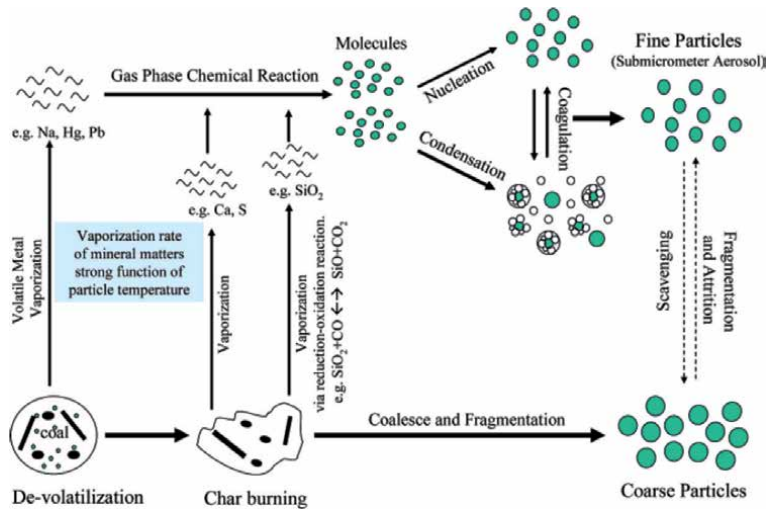 Molecules
Fine Particles
(Submicrometer Aerosol)
Gas Phase Chemical Reaction
Nucleation
Coagulation
Condensation
e.g. Na, Hg, Pb
e.g. Ca, S
e.g. SiO2
Volatile Metal
Vaporization
Vaporization rate
of mineral matters
strong function of
particle temperature
Vaporization
Vaporization
via reduction-oxidation reaction.
e.g. SiO2+CO ↔ SiO+CO2
Scavenging
Fragmentation
and Attrition
coal
Coalesce and Fragmentation
De-volatilization
Char burning
Coarse Particles